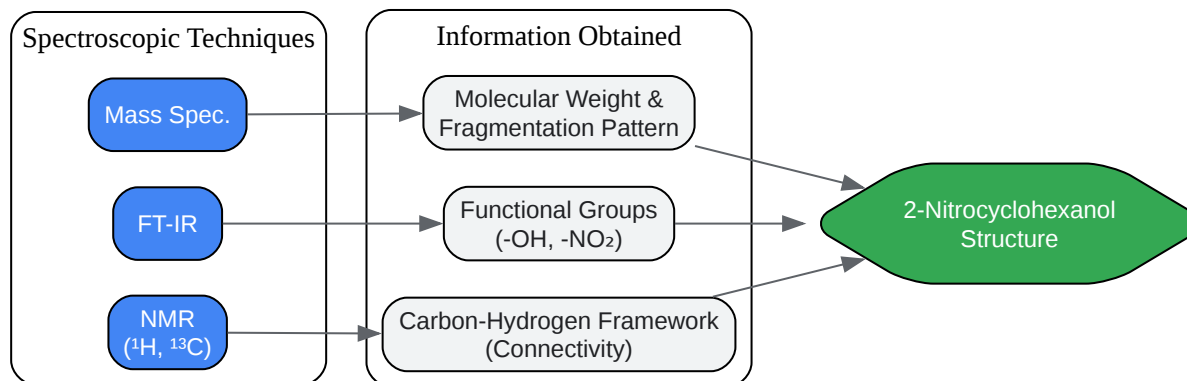 Spectroscopic Techniques
Information Obtained
Mass Spec.
Molecular Weight &
Fragmentation Pattern
FT-IR
Functional Groups
(-OH, -NO₂)
2-Nitrocyclohexanol
Structure
NMR
(¹H, ¹³C)
Carbon-Hydrogen Framework
(Connectivity)